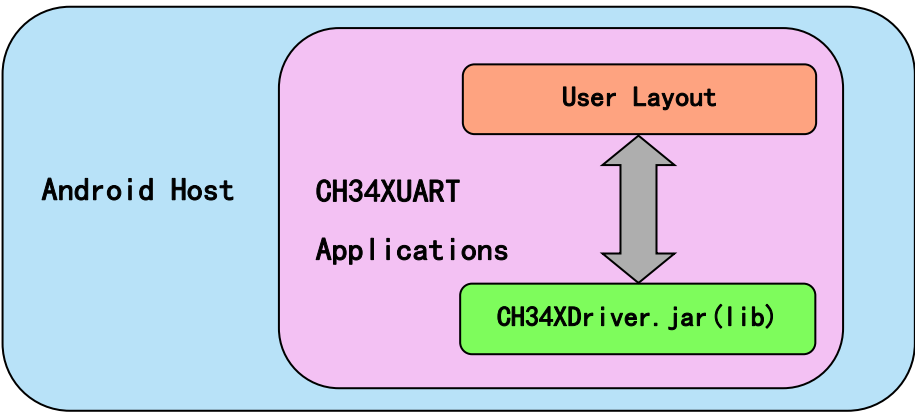 User Layout
Android Host
CH34XUART
Applications
CH34XDriver.jar(lib)